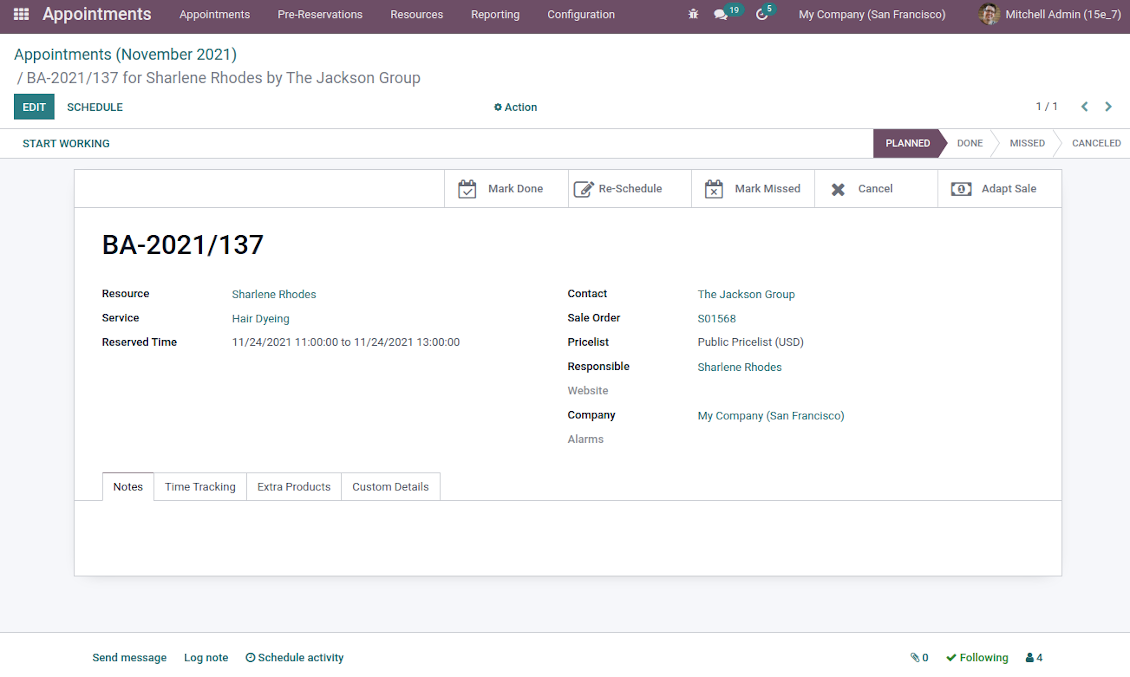 Appointments Appointments Pre-Reservations Resources Reporting Configuration 19 5 My Company (San Francisco) Mitchell Admin (15e_7)
Appointments (November 2021)
/ BA-2021/137 for Sharlene Rhodes by The Jackson Group
EDIT SCHEDULE Action 1 / 1
START WORKING PLANNED DONE MISSED CANCELED
Mark Done Re-Schedule Mark Missed Cancel Adapt Sale
BA-2021/137
Resource Sharlene Rhodes Contact The Jackson Group
Service Hair Dyeing Sale Order S01568
Reserved Time 11/24/2021 11:00:00 to 11/24/2021 13:00:00 Pricelist Public Pricelist (USD)
Responsible Sharlene Rhodes
Website
Company My Company (San Francisco)
Alarms
Notes Time Tracking Extra Products Custom Details
Send message Log note Schedule activity 0 Following 4